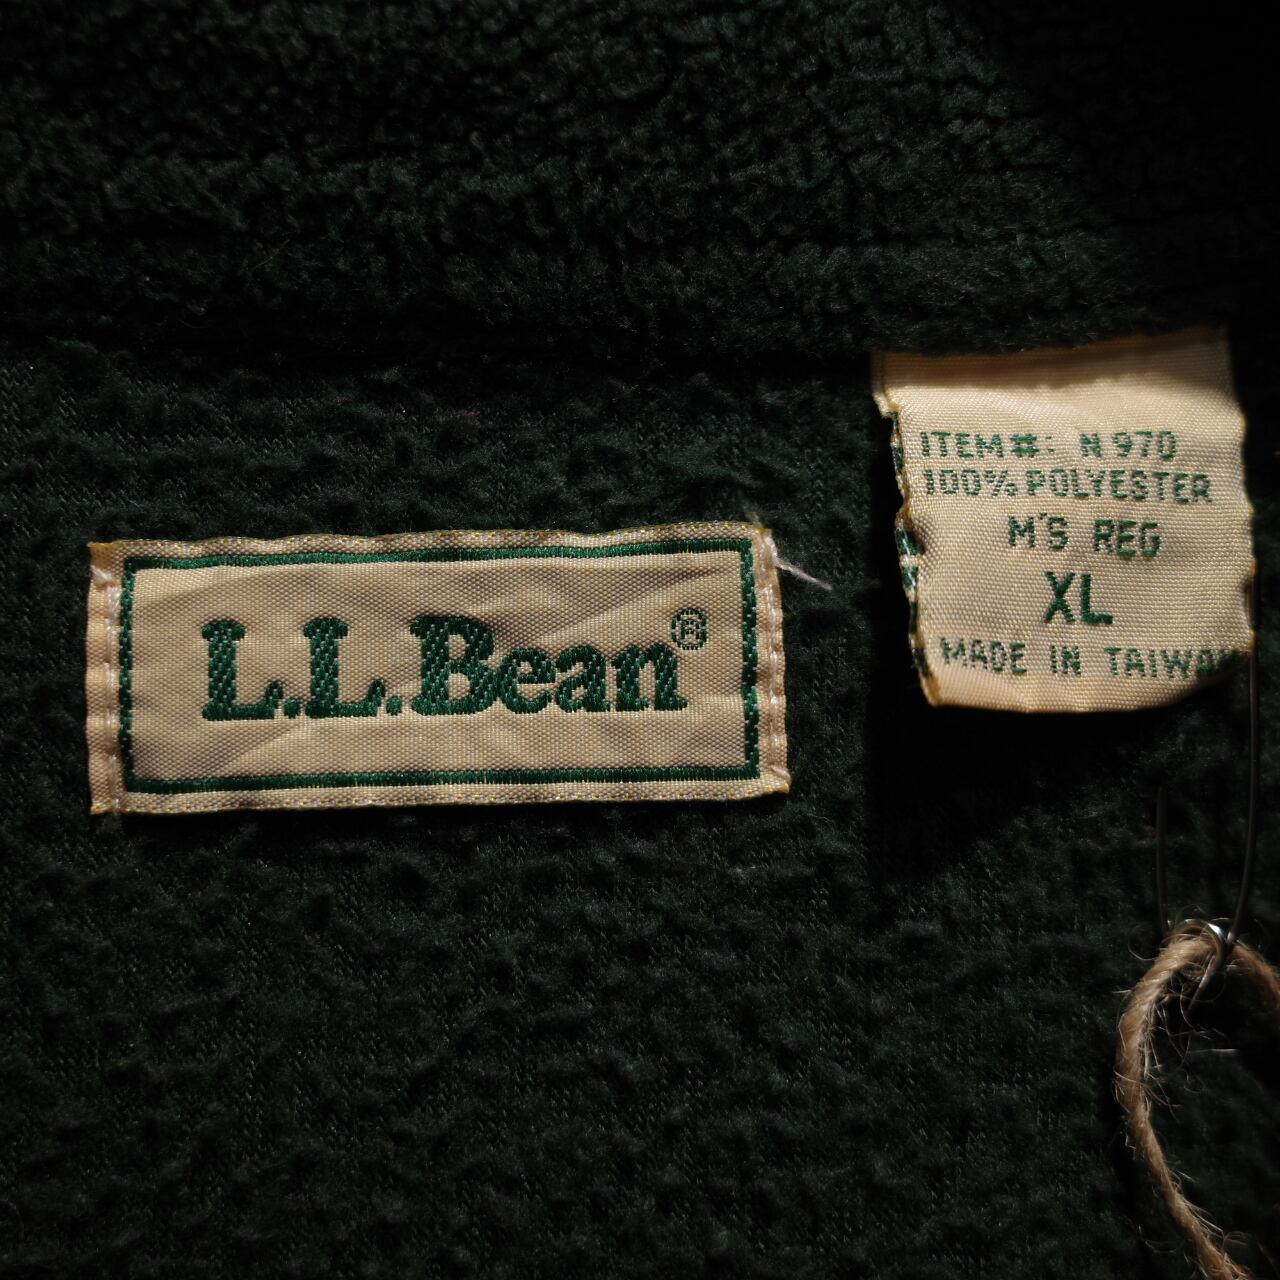 L.L.Bean®
ITEM#: N970
100% POLYESTER
M'S REG
XL
MADE IN TAIWAN